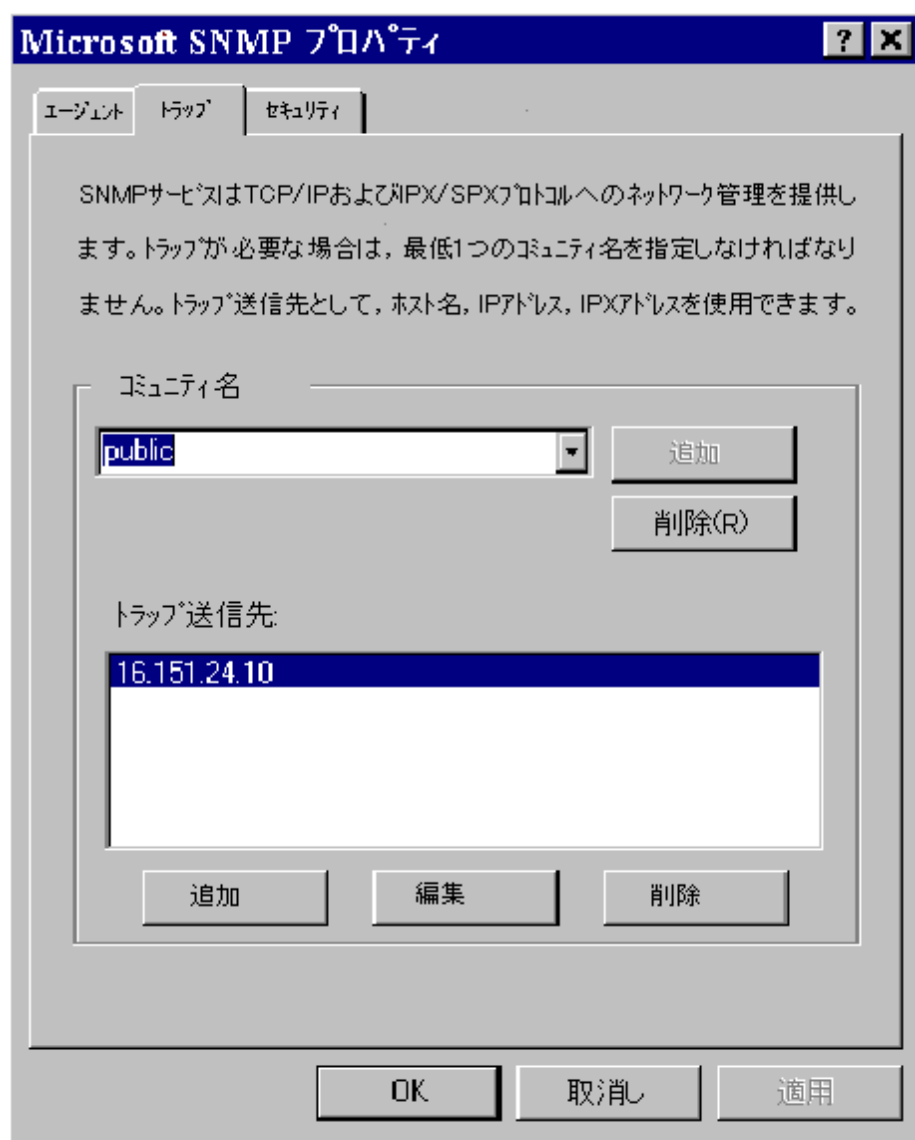 Microsoft SNMP プロパティ
エージェント トラップ セキュリティ
SNMPサービスはTCP/IPおよびIPX/SPXプロトコルへのネットワーク管理を提供し
ます。トラップが必要な場合は, 最低1つのコミュニティ名を指定しなければなり
ません。トラップ送信先として, ホスト名, IPアドレス, IPXアドレスを使用できます。
コミュニティ名
public
追加
削除(R)
トラップ送信先:
16.151.24.10
追加 編集 削除
OK 取消し 適用